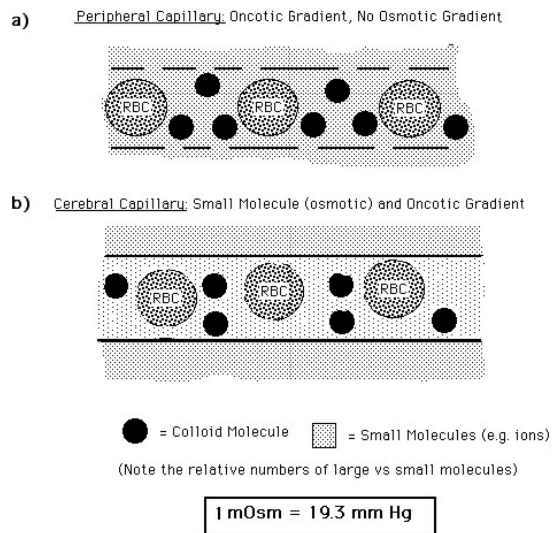 a) Peripheral Capillary: Oncotic Gradient, No Osmotic Gradient
RBC RBC RBC
b) Cerebral Capillary: Small Molecule (osmotic) and Oncotic Gradient
RBC RBC RBC
= Colloid Molecule = Small Molecules (e.g. ions)
(Note the relative numbers of large vs small molecules)
1 mOsm = 19.3 mm Hg